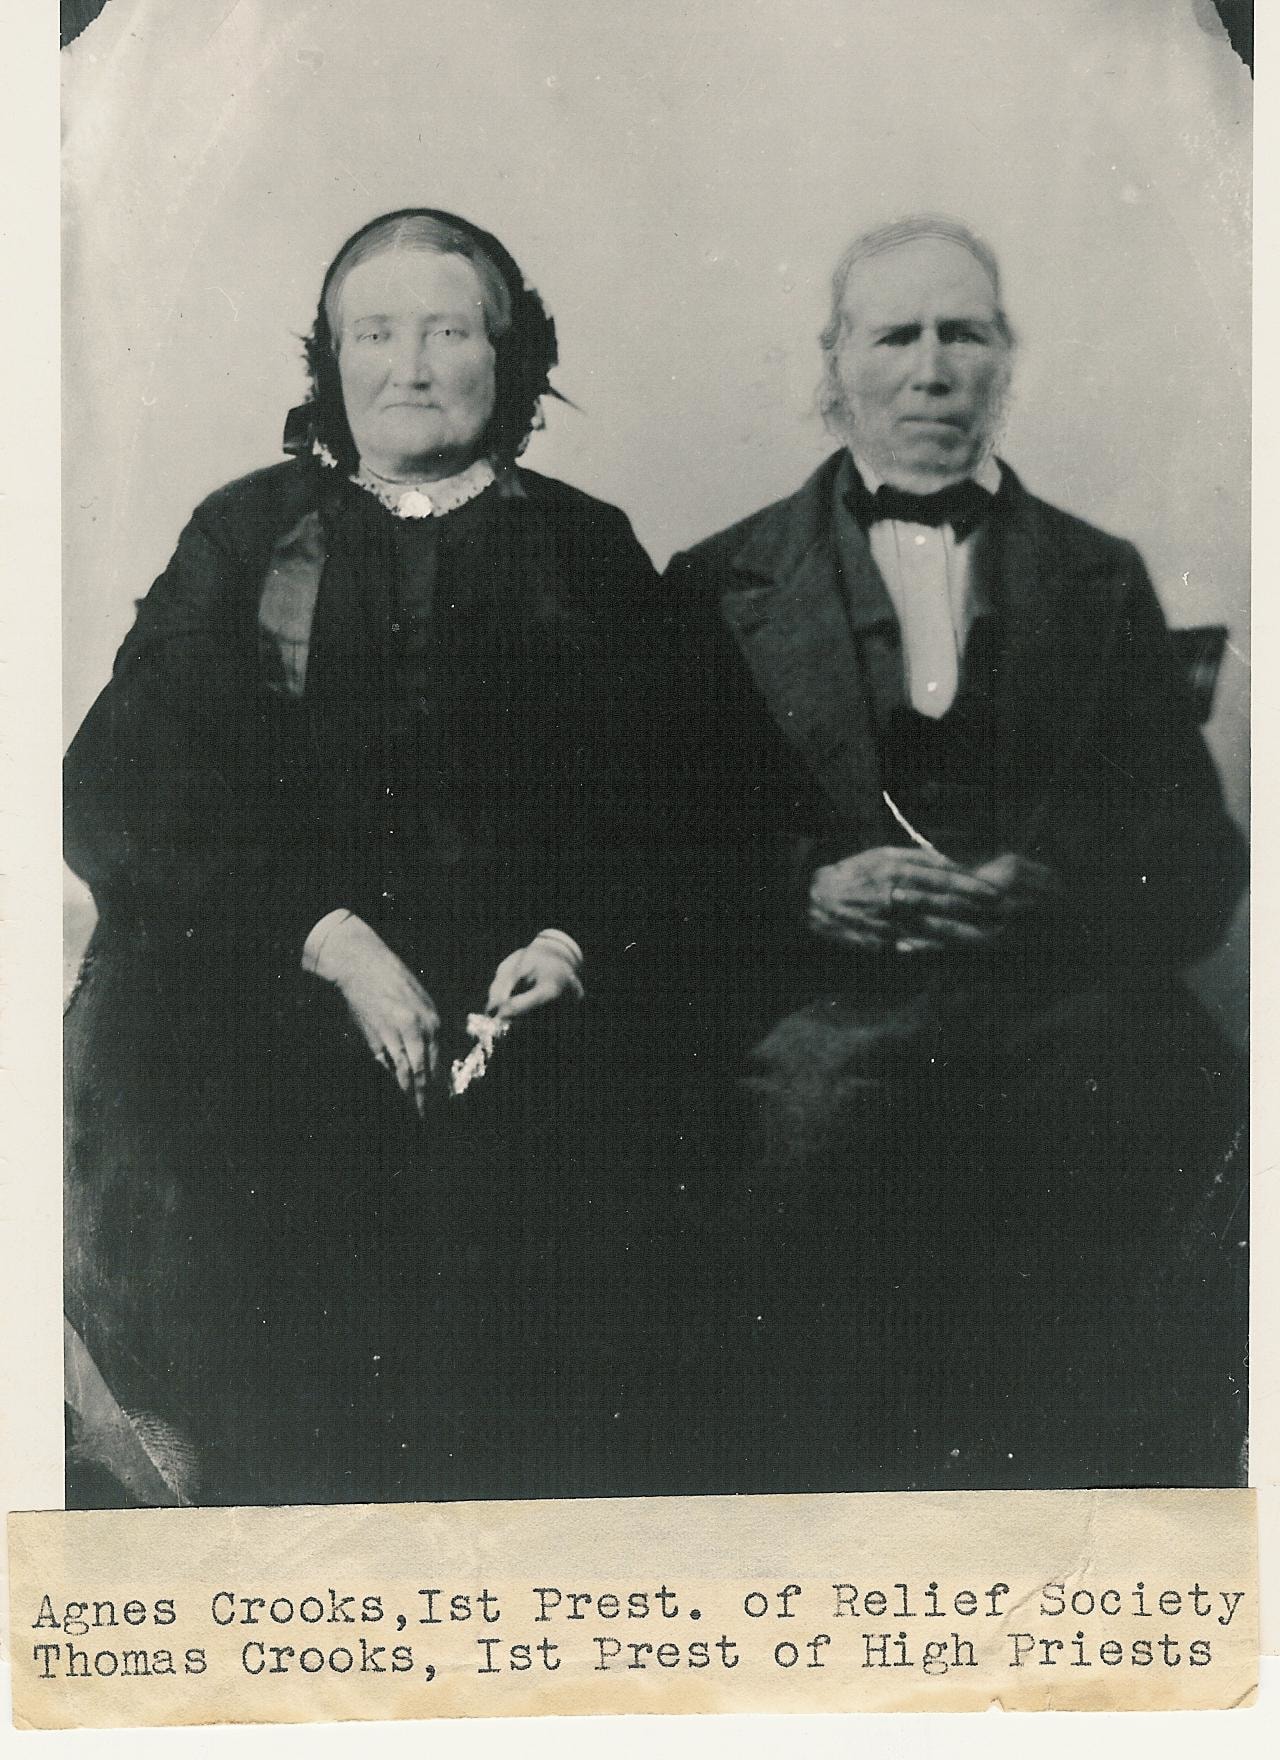 Agnes Crooks,Ist Prest. of Relief Society
Thomas Crooks, Ist Prest of High Priests